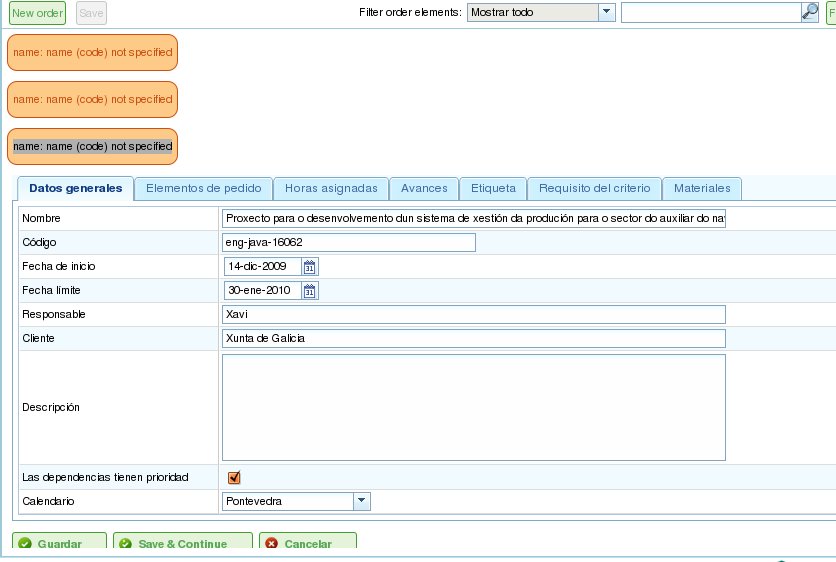 New order Save Filter order elements: Mostrar todo F
name: name (code) not specified
name: name (code) not specified
name: name (code) not specified
Datos generales Elementos de pedido Horas asignadas Avances Etiqueta Requisito del criterio Materiales
Nombre Proxecto para o desenvolvemento dun sistema de xestión da produción para o sector do auxiliar do nav
Código eng-java-16062
Fecha de inicio 14-dic-2009 31
Fecha límite 30-ene-2010 31
Responsable Xavi
Cliente Xunta de Galicia
Descripción
Las dependencias tienen prioridad
Calendario Pontevedra
Guardar Save & Continue Cancelar